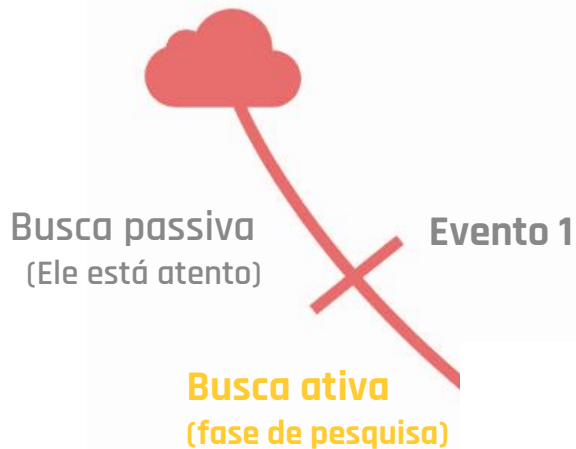 Busca passiva
(Ele está atento)
Evento 1
Busca ativa
(fase de pesquisa)